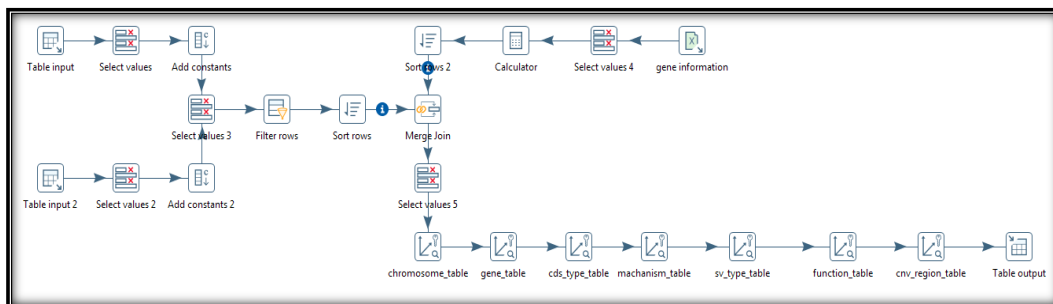 Table input Select values Add constants Sort rows 2 Calculator Select values 4 gene information
Select values 3 Filter rows Sort rows Merge Join
Table input 2 Select values 2 Add constants 2 Select values 5
chromosome_table gene_table cds_type_table machanism_table sv_type_table function_table cnv_region_table Table output